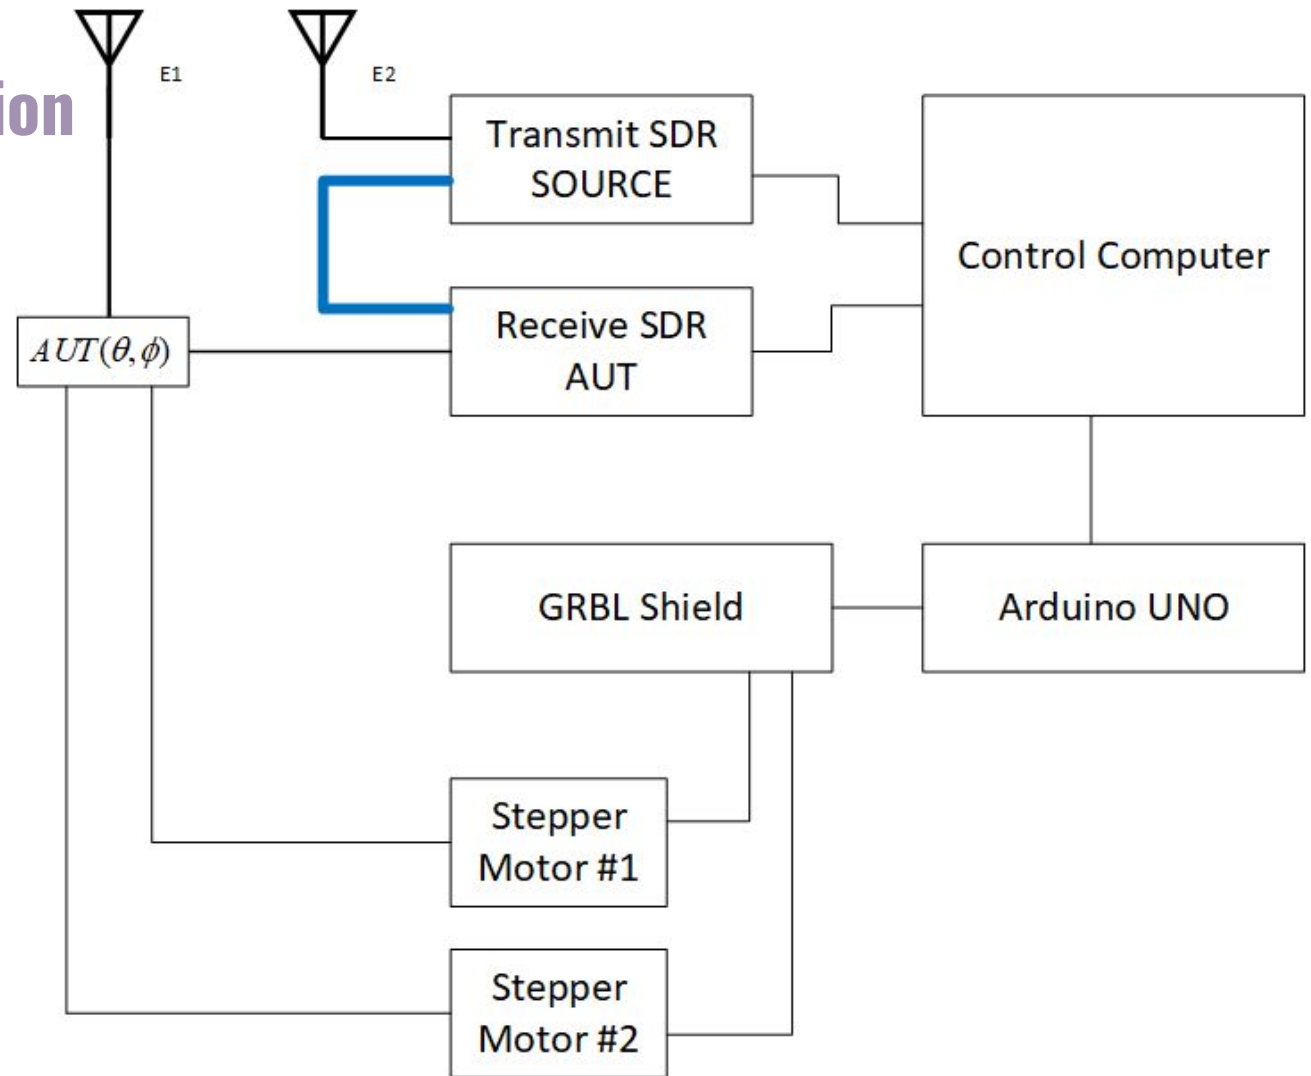 E1
E2
ion
Transmit SDR
SOURCE
Control Computer
Receive SDR
AUT
AUT(θ,ϕ)
GRBL Shield
Arduino UNO
Stepper
Motor #1
Stepper
Motor #2